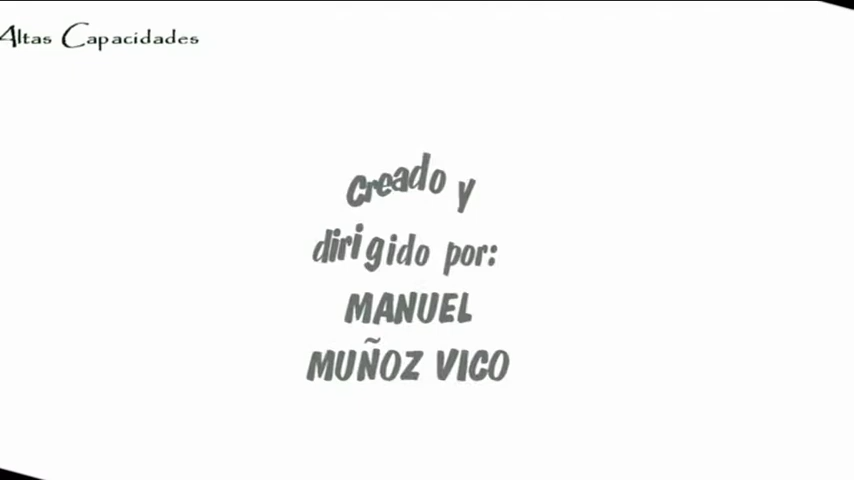 Altas Capacidades
Creado y
dirigido por:
MANUEL
MUÑOZ VICO